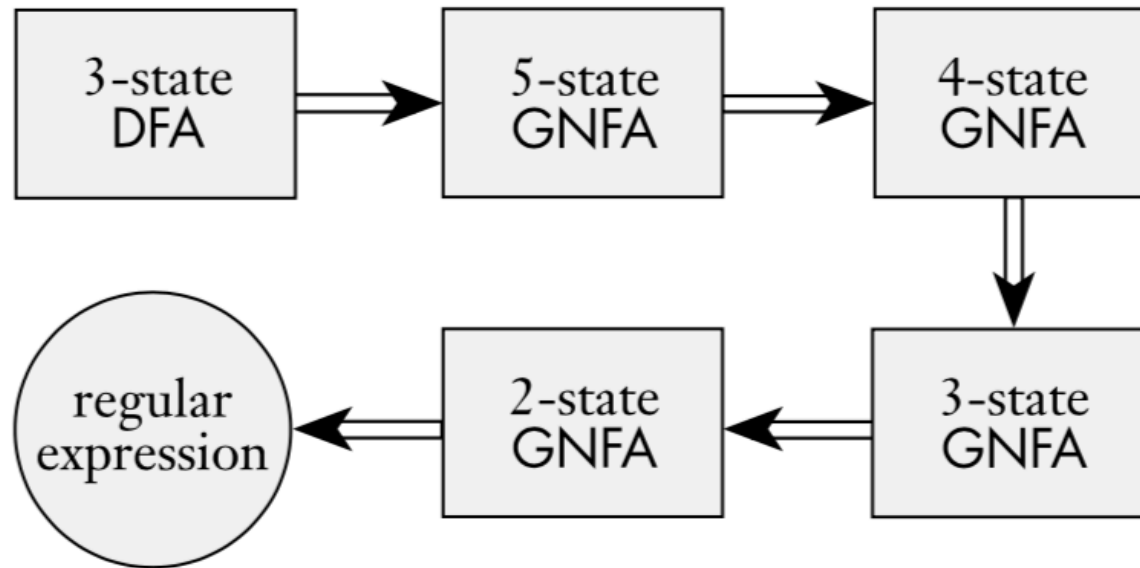 3-state
DFA
5-state
GNFA
4-state
GNFA
3-state
GNFA
2-state
GNFA
regular
expression